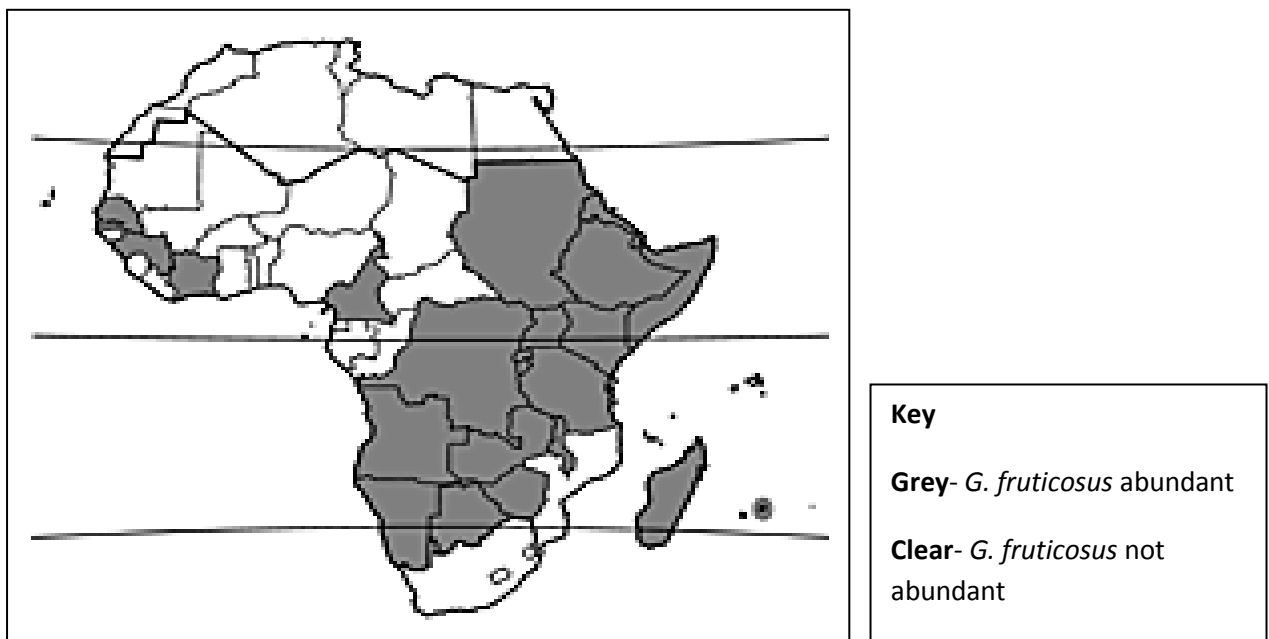 Key
Grey- G. fruticosus abundant
Clear- G. fruticosus not
abundant